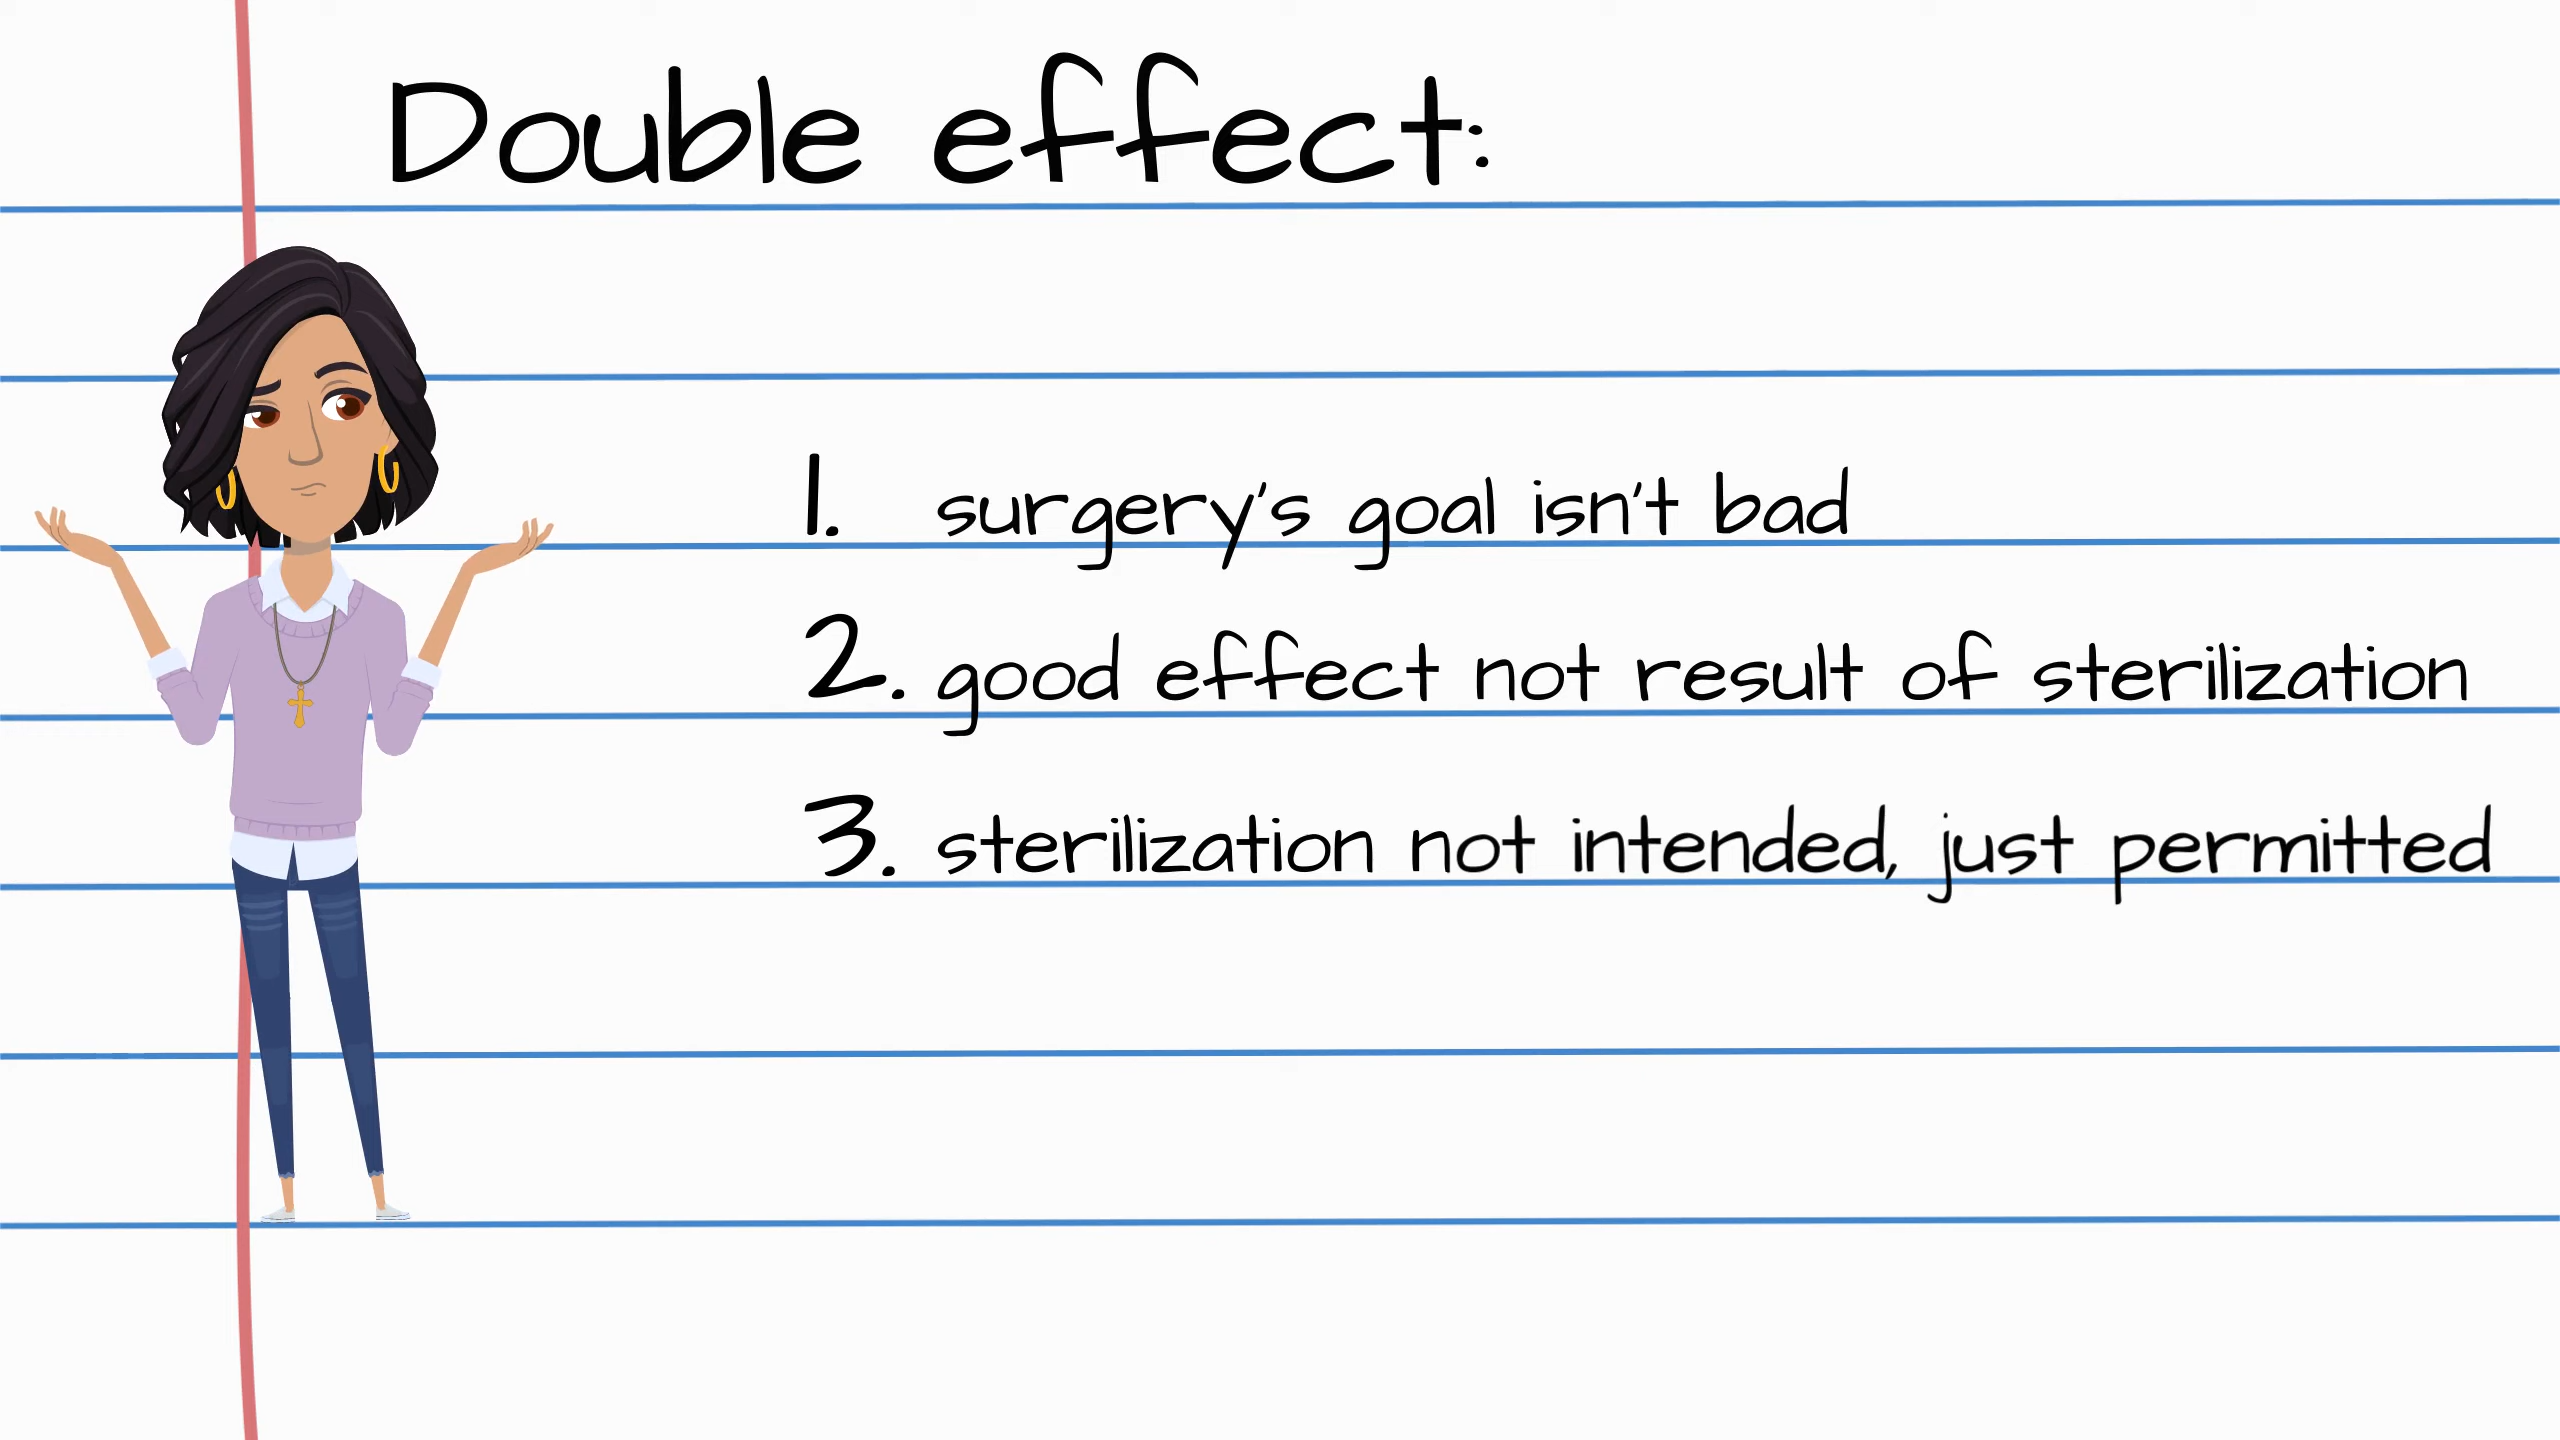 Double effect:
1. surgery's goal isn't bad
2. good effect not result of sterilization
3. sterilization not intended, just permitted